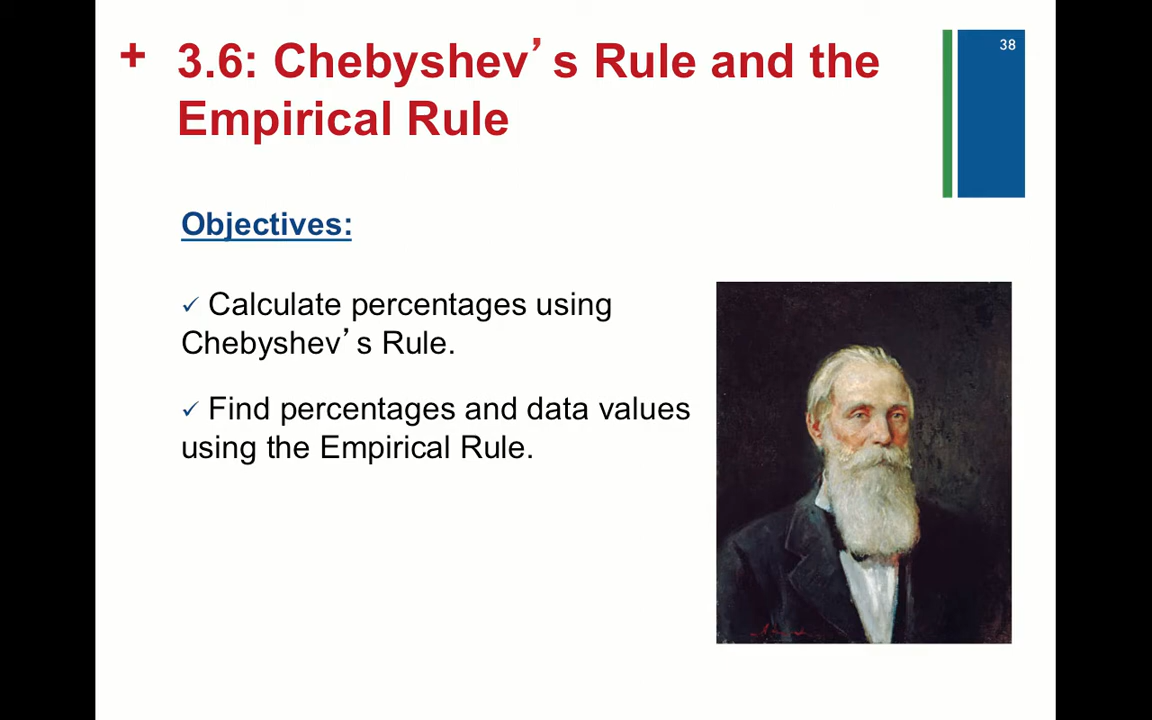 38
+ 3.6: Chebyshev’s Rule and the
Empirical Rule
Objectives:
✓ Calculate percentages using
Chebyshev’s Rule.
✓ Find percentages and data values
using the Empirical Rule.